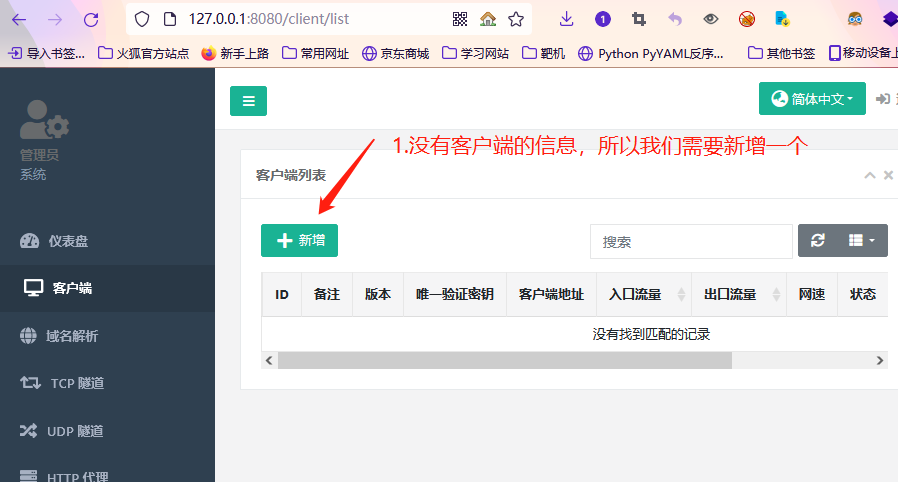 127.0.0.1:8080/client/list
导入书签... 火狐官方站点 新手上路 常用网址 京东商城 学习网站 靶机 Python PyYAML反序... 其他书签 移动设备上
简体中文
管理员
系统
1.没有客户端的信息，所以我们需要新增一个
客户端列表
仪表盘
新增 搜索
客户端
ID 备注 版本 唯一验证密钥 客户端地址 入口流量 出口流量 网速 状态
域名解析
没有找到匹配的记录
TCP 隧道
UDP 隧道
HTTP 代理